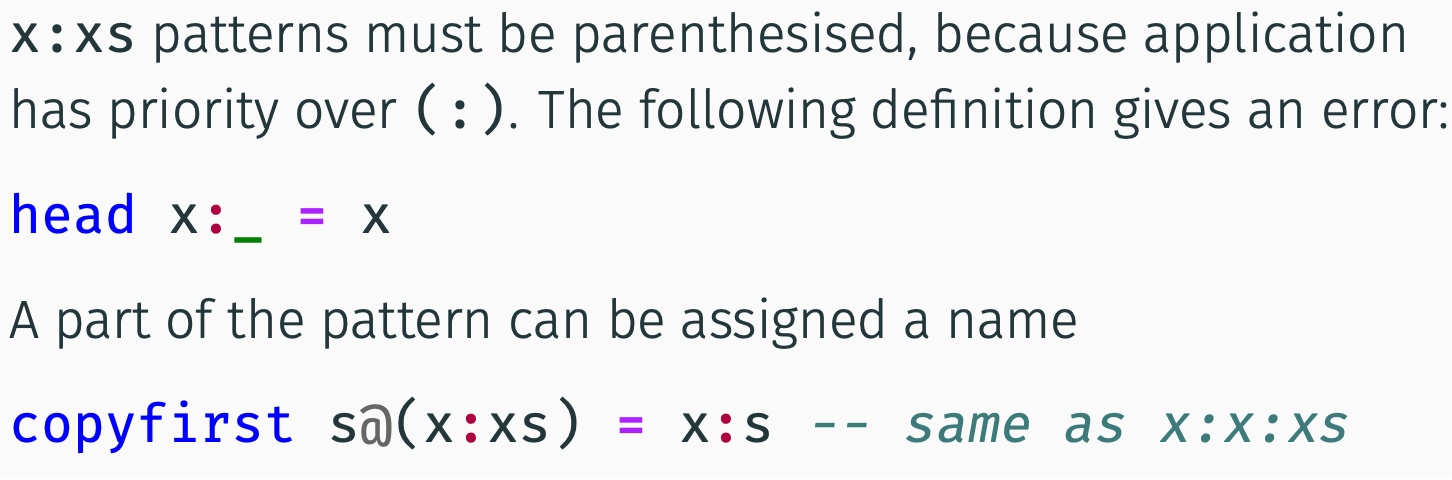 x:xs patterns must be parenthesised, because application
has priority over (:). The following definition gives an error:
head x:_ = x
A part of the pattern can be assigned a name
copyfirst s@(x:xs) = x:s -- same as x:x:xs